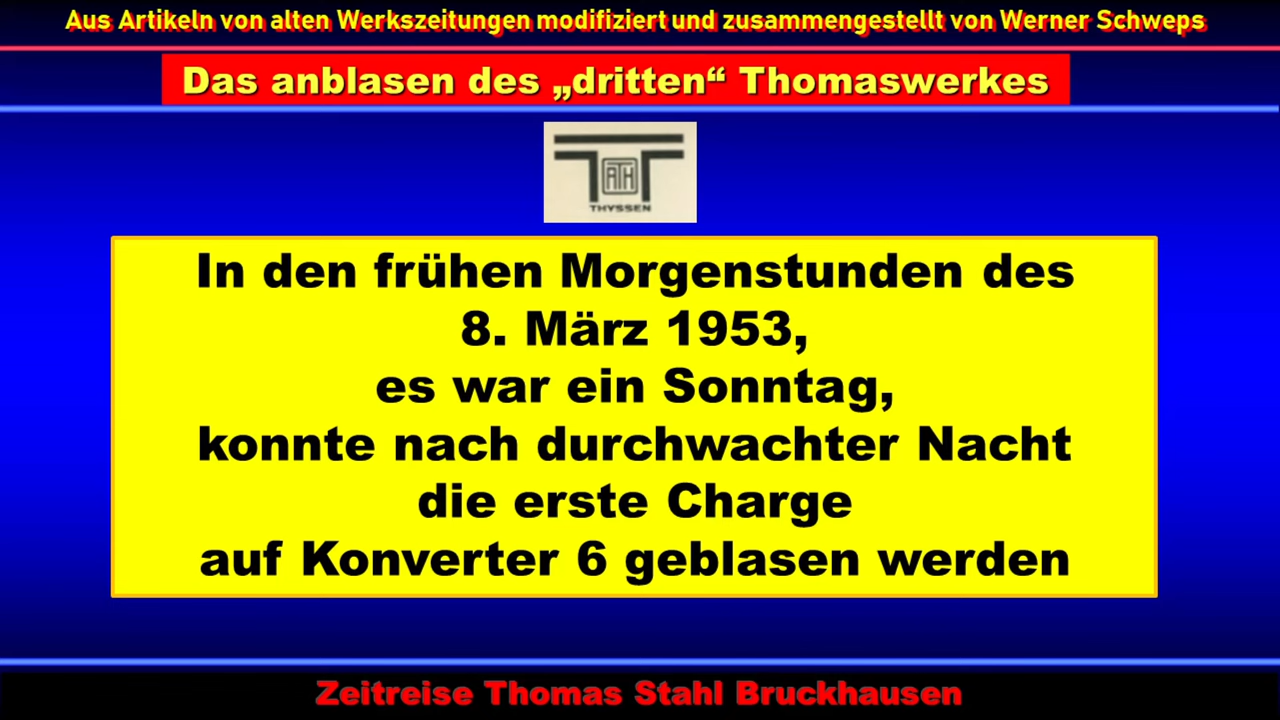 Aus Artikeln von alten Werkszeitungen modifiziert und zusammengestellt von Werner Schweps
Das anblasen des „dritten“ Thomaswerkes
ATH
THYSSEN
In den frühen Morgenstunden des
8. März 1953,
es war ein Sonntag,
konnte nach durchwachter Nacht
die erste Charge
auf Konverter 6 geblasen werden
Zeitreise Thomas Stahl Bruckhausen